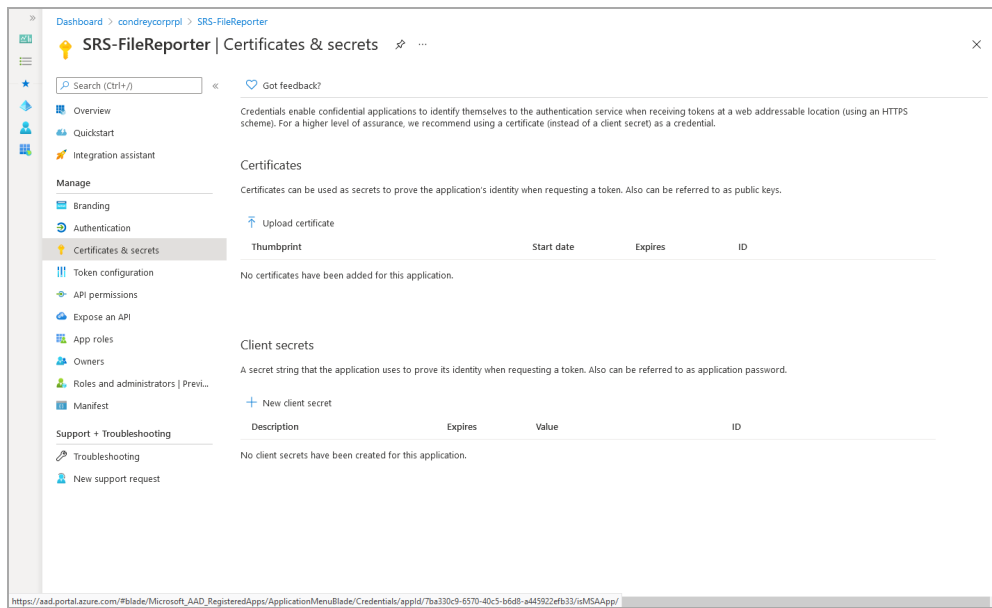 Dashboard > condreycorprpl > SRS-FileReporter
SRS-FileReporter | Certificates & secrets
Search (Ctrl+/)
Overview
Quickstart
Integration assistant
Manage
Branding
Authentication
Certificates & secrets
Token configuration
API permissions
Expose an API
App roles
Owners
Roles and administrators | Previ...
Manifest
Support + Troubleshooting
Troubleshooting
New support request
Got feedback?
Credentials enable confidential applications to identify themselves to the authentication service when receiving tokens at a web addressable location (using an HTTPS
scheme). For a higher level of assurance, we recommend using a certificate (instead of a client secret) as a credential.
Certificates
Certificates can be used as secrets to prove the application's identity when requesting a token. Also can be referred to as public keys.
Upload certificate
Thumbprint Start date Expires ID
No certificates have been added for this application.
Client secrets
A secret string that the application uses to prove its identity when requesting a token. Also can be referred to as application password.
New client secret
Description Expires Value ID
No client secrets have been created for this application.
https://aad.portal.azure.com/#blade/Microsoft_AAD_RegisteredApps/ApplicationMenuBlade/Credentials/appId/7ba330c9-6570-40c5-b6d8-a445922efb33/isMSAApp/